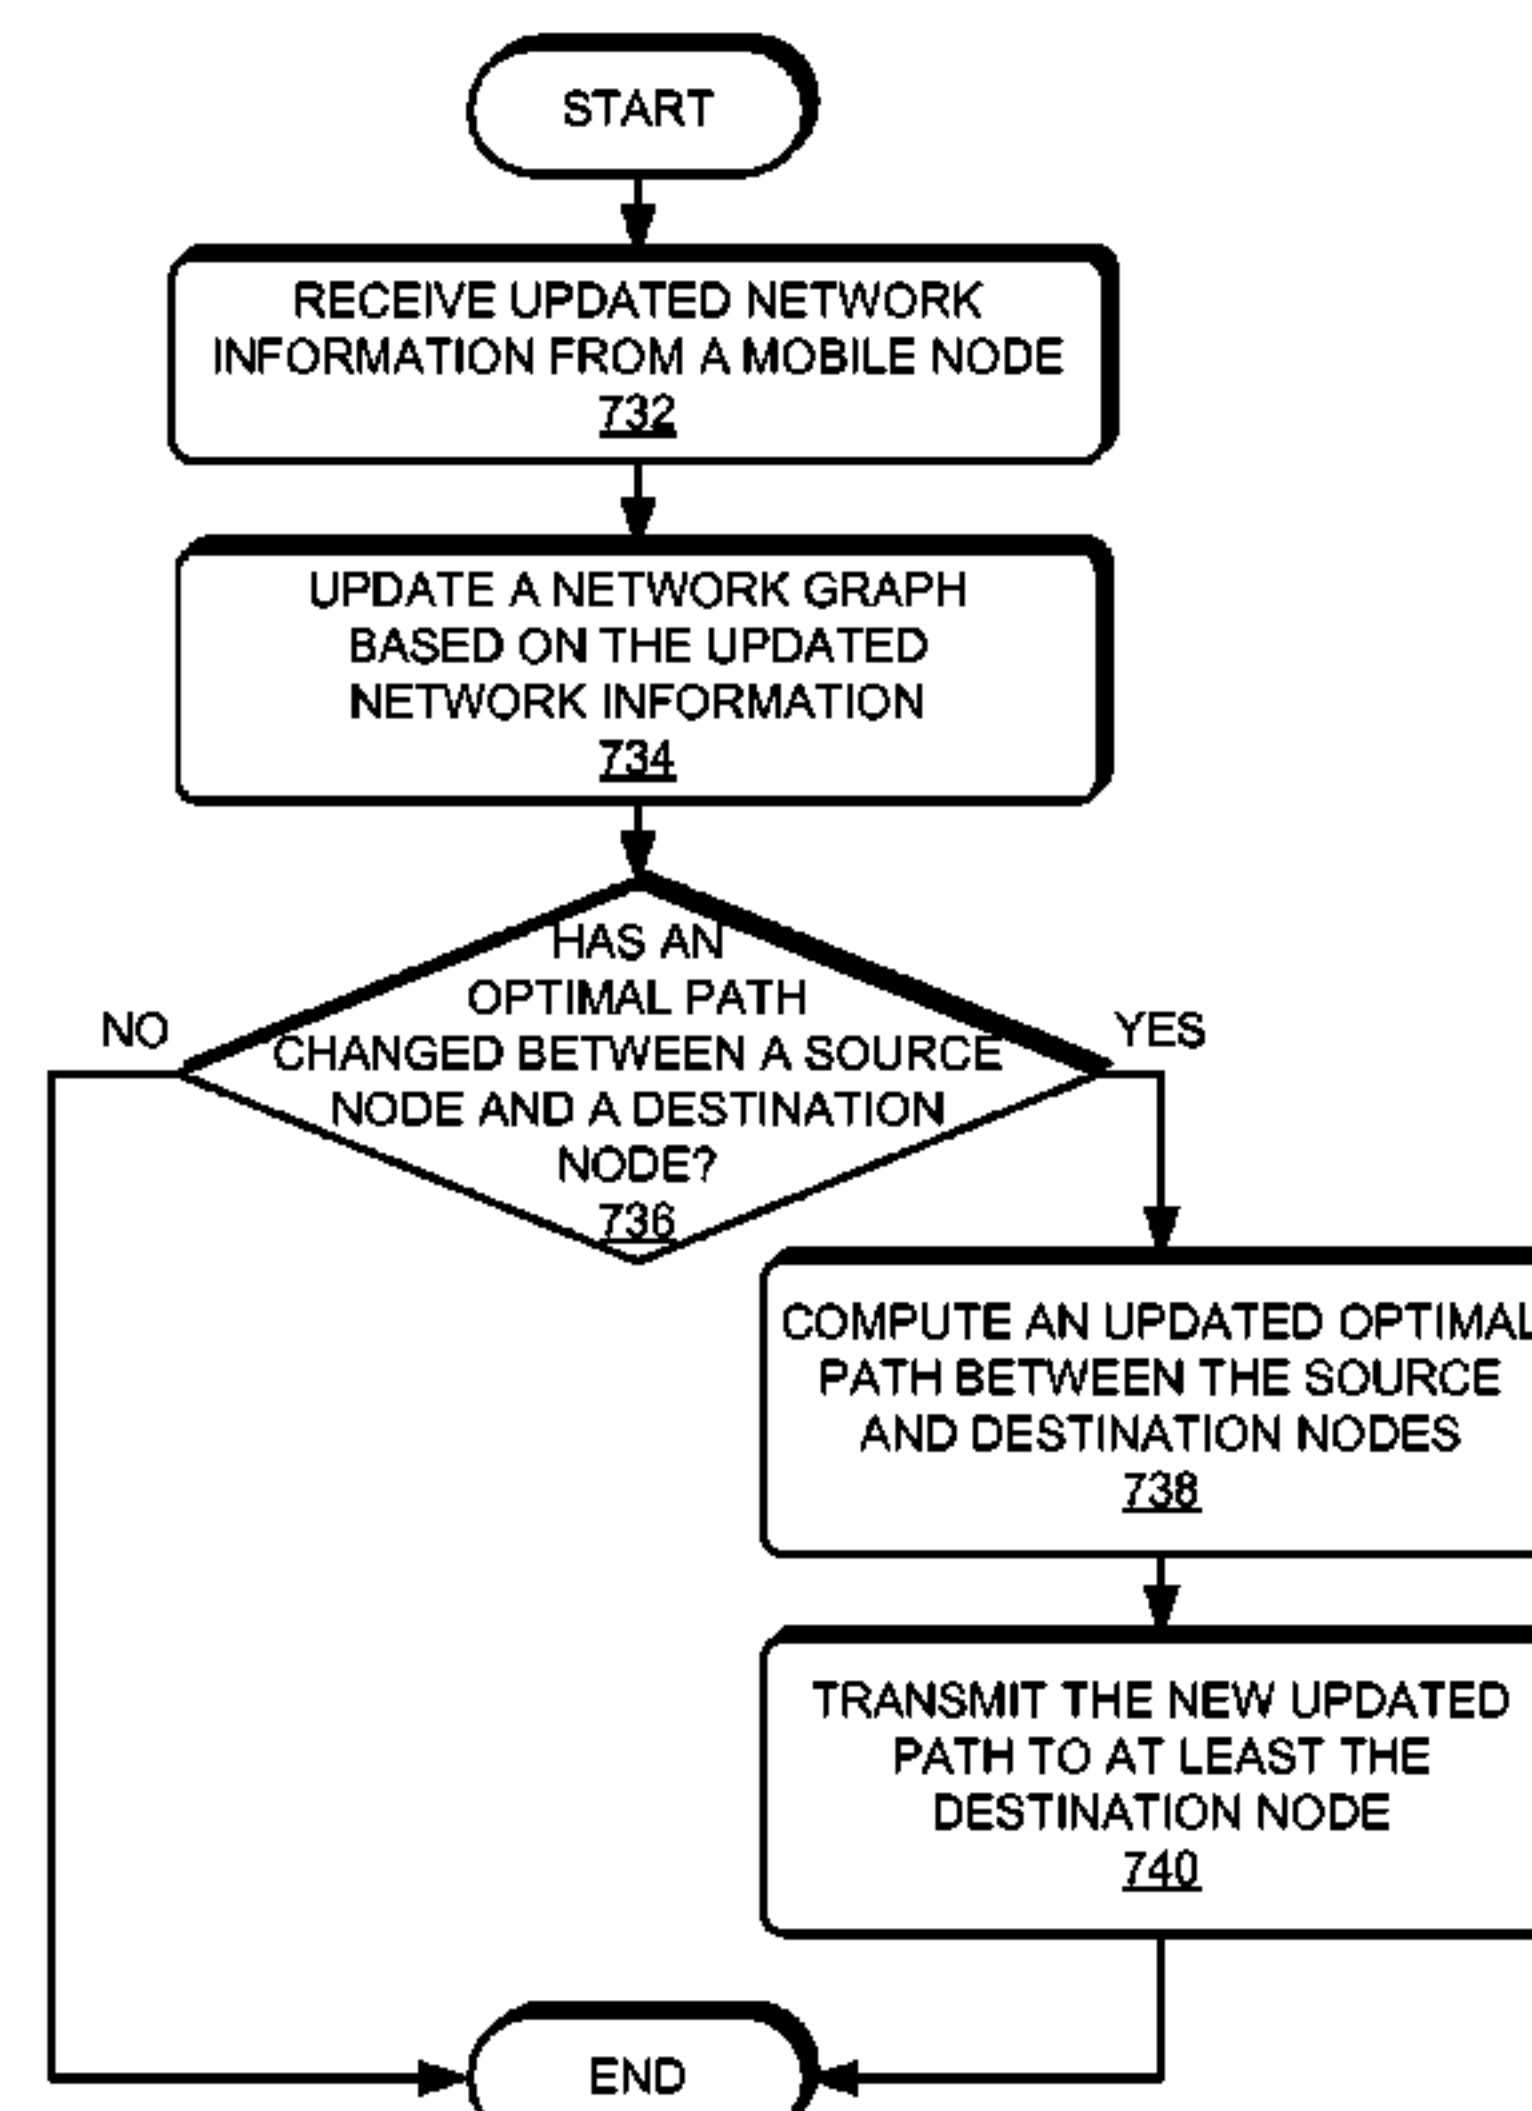 START
RECEIVE UPDATED NETWORK
INFORMATION FROM A MOBILE NODE
732
UPDATE A NETWORK GRAPH
BASED ON THE UPDATED
NETWORK INFORMATION
734
HAS AN
OPTIMAL PATH
CHANGED BETWEEN A SOURCE
NODE AND A DESTINATION
NODE?
736
NO
YES
COMPUTE AN UPDATED OPTIMAL
PATH BETWEEN THE SOURCE
AND DESTINATION NODES
738
TRANSMIT THE NEW UPDATED
PATH TO AT LEAST THE
DESTINATION NODE
740
END